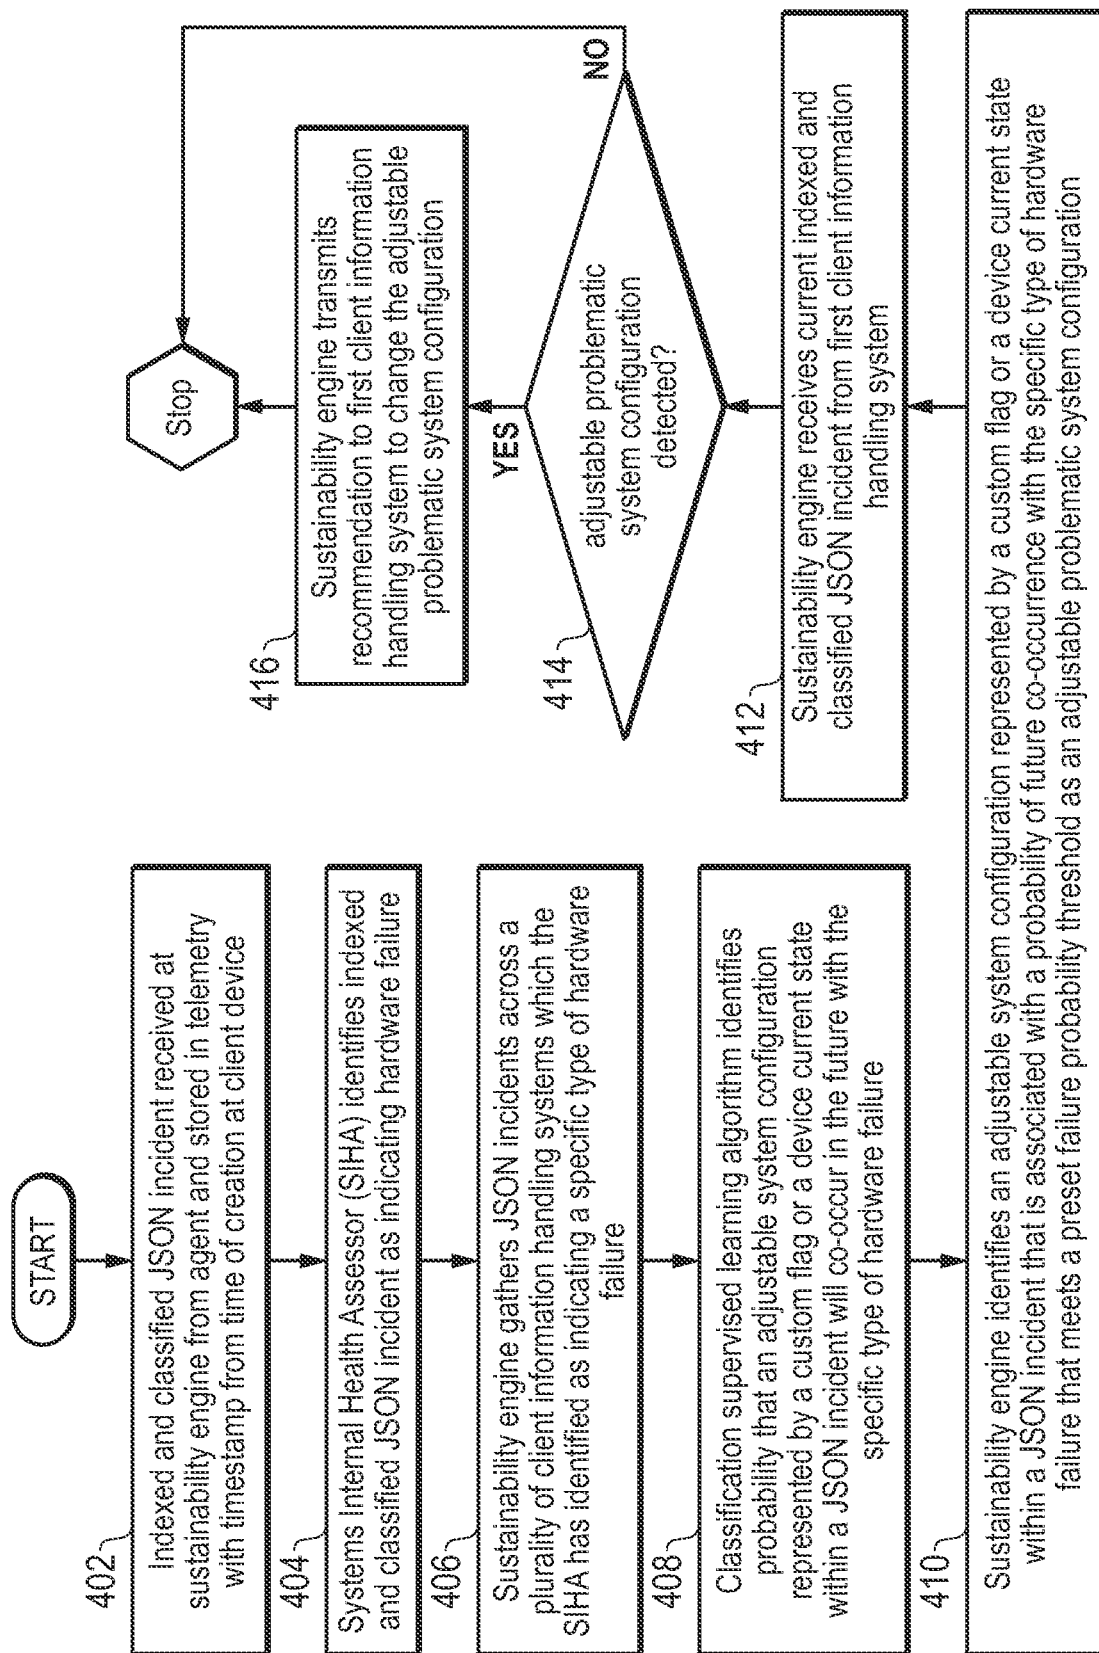 START
402
Indexed and classified JSON incident received at
sustainability engine from agent and stored in telemetry
with timestamp from time of creation at client device
404
Systems Internal Health Assessor (SIHA) identifies indexed
and classified JSON incident as indicating hardware failure
406
Sustainability engine gathers JSON incidents across a
plurality of client information handling systems which the
SIHA has identified as indicating a specific type of hardware
failure
408
Classification supervised learning algorithm identifies
probability that an adjustable system configuration
represented by a custom flag or a device current state
within a JSON incident will co-occur in the future with the
specific type of hardware failure
410
Sustainability engine identifies an adjustable system configuration represented by a custom flag or a device current state
within a JSON incident that is associated with a probability of future co-occurrence with the specific type of hardware
failure that meets a preset failure probability threshold as an adjustable problematic system configuration
412
Sustainability engine receives current indexed and
classified JSON incident from first client information
handling system
414
adjustable problematic
system configuration
detected?
YES
NO
416
Sustainability engine transmits
recommendation to first client information
handling system to change the adjustable
problematic system configuration
Stop